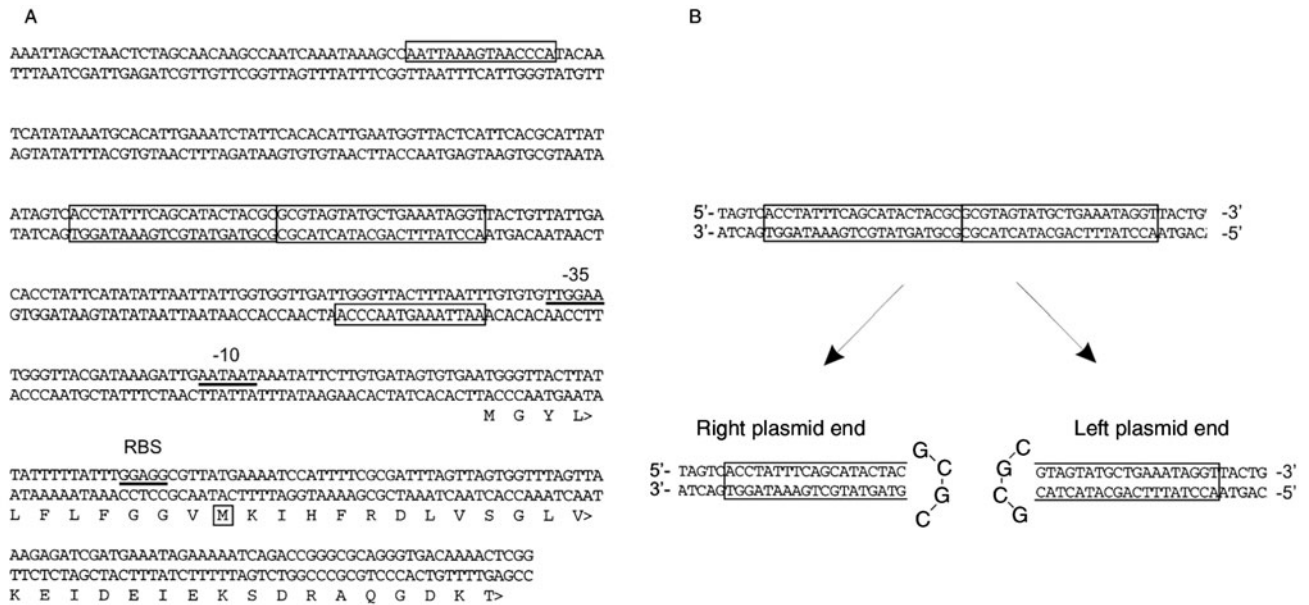 A
AAATTAGCTAACTCTAGCAACAAGCCAATCAAATAAAGCCAATTAAAGTAACCCATACAA
TTTAATCGATTGAGATCGTTGTTCGGTTAGTTTATTTCGGTTAATTTCATTGGGTATGTT
TCATATAAATGCACATTGAAATCTATTCACACATTGAATGGTTACTCATTCACGCATTAT
AGTATATTTACGTGTAACTTTAGATAAGTGTGTAACTTACCAATGAGTAAGTGCGTAATA
ATAGTCACCTATTTCAGCATACTACGCGCGTAGTATGCTGAAATAGGTTACTGTTATTGA
TATCAGTGGATAAAGTCGTATGATGCGCGCATCATACGACTTTATCCAATGACAATAACT
-35
CACCTATTCATATATTAATTATTGGTGGTTGATTGGGTTACTTTAATTTGTGTGTTGGAA
GTGGATAAGTATATAATTAATAACCACCAACTAACCCAATGAAATTAAACACACAACCTT
-10
TGGGTTACGATAAAGATTGAATAATAAATATTCTTGTGATAGTGTGAATGGGTTACTTAT
ACCCAATGCTATTTCTAACTTATTATTTATAAGAACACTATCACACTTACCCAATGAATA
M G Y L>
RBS
TATTTTTATTTGGAGGCGTTATGAAAATCCATTTTCGCGATTTAGTTAGTGGTTTAGTTA
ATAAAAATAAACCTCCGCAATACTTTTAGGTAAAAGCGCTAAATCAATCACCAAATCAAT
L F L F G G V M K I H F R D L V S G L V>
AAGAGATCGATGAAATAGAAAAATCAGACCGGGCGCAGGGTGACAAAACTCGG
TTCTCTAGCTACTTTATCTTTTTAGTCTGGCCCGCGTCCCACTGTTTTGAGCC
K E I D E I E K S D R A Q G D K T>
B
5'- TAGTCACCTATTTCAGCATACTACGCGCGTAGTATGCTGAAATAGGTTACTG -3'
3'- ATCAGTGGATAAAGTCGTATGATGCGCGCATCATACGACTTTATCCAATGAC -5'
Right plasmid end
5'- TAGTCACCTATTTCAGCATACTAC
3'- ATCAGTGGATAAAGTCGTATGATG
G
C
G
C
Left plasmid end
C
G
C
G
GTAGTATGCTGAAATAGGTTACTG -3'
CATCATACGACTTTATCCAATGAC -5'